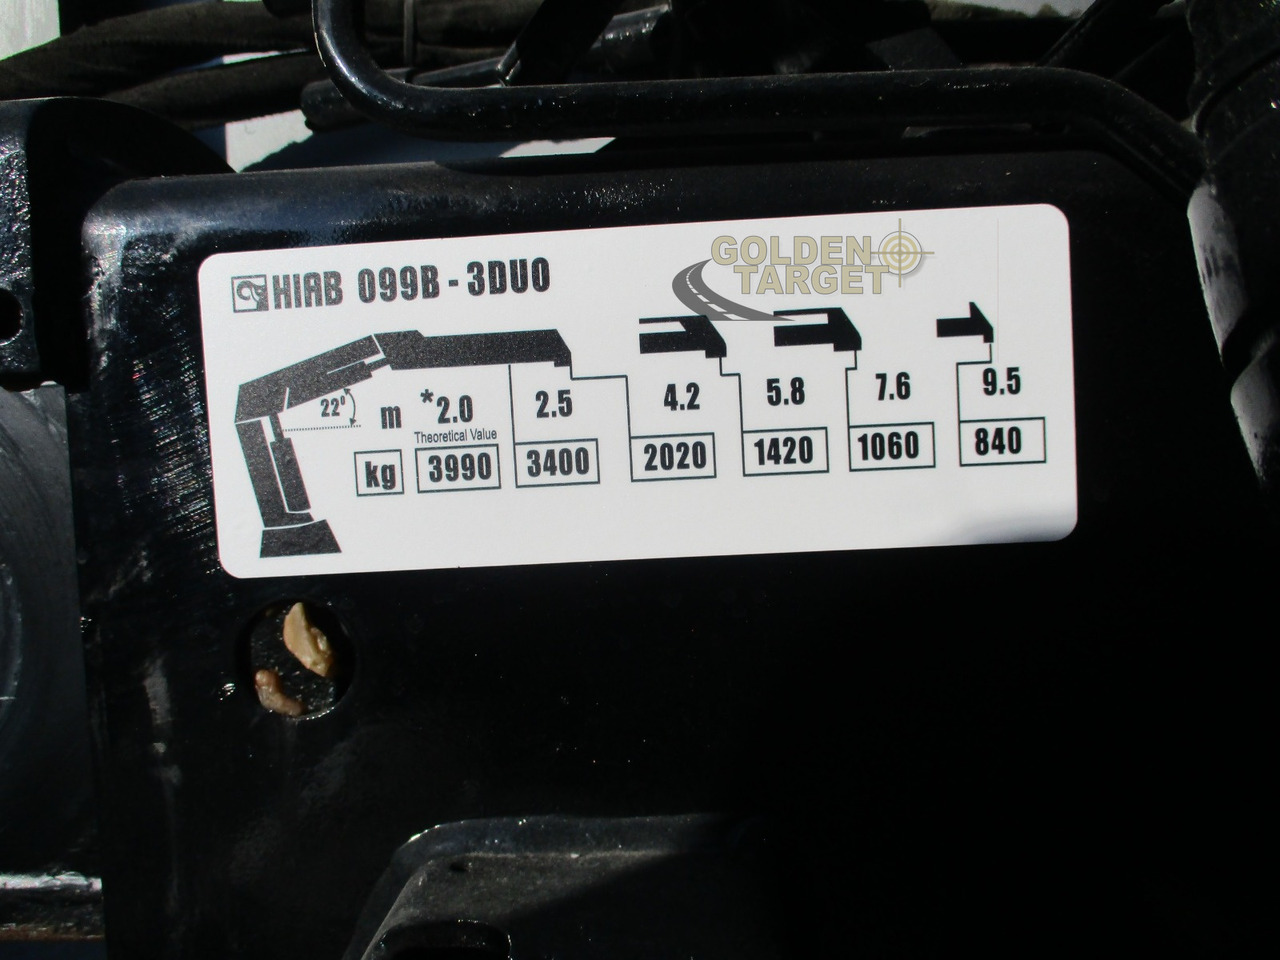 GOLDEN
TARGET
HIAB 099B - 3DUO
22°
m *2.0 2.5 4.2 5.8 7.6 9.5
Theoretical Value
kg 3990 3400 2020 1420 1060 840